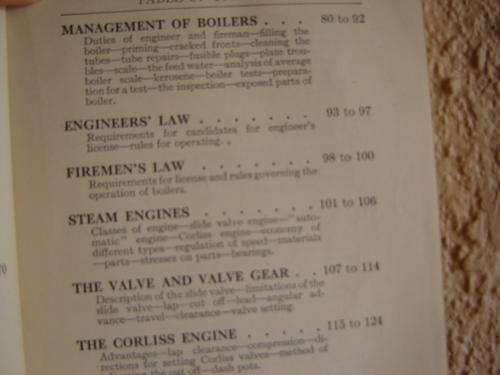 TABLE OF
MANAGEMENT OF BOILERS . . . 80 to 92
Duties of engineer and fireman—filling the
boiler—priming—cracked fronts—cleaning the
tubes—tube repairs—fusible plugs—plate trou-
bles—scale—the feed water—analysis of average
boiler scale—kerosene—boiler tests—prepara-
tion for a test—the inspection—exposed parts of
boiler.
ENGINEERS' LAW . . . . . . . 93 to 97
Requirements for candidates for engineer's
license—rules for operating.
FIREMEN'S LAW . . . . . . . 98 to 100
Requirements for license and rules governing the
operation of boilers.
STEAM ENGINES . . . . . . . 101 to 106
Classes of engine—slide valve engine—"auto-
matic" engine—Corliss engine—economy of
different types—regulation of speed—materials
—parts—stresses on parts—bearings.
THE VALVE AND VALVE GEAR . . 107 to 114
Description of the slide valve—limitations of the
slide valve—lap—cut off—lead—angular ad-
vance—travel—clearance—valve setting.
THE CORLISS ENGINE . . . . . 115 to 124
Advantages—lap clearance—compression—di-
rections for setting Corliss valves—method of
the cut off—dash pots.
70